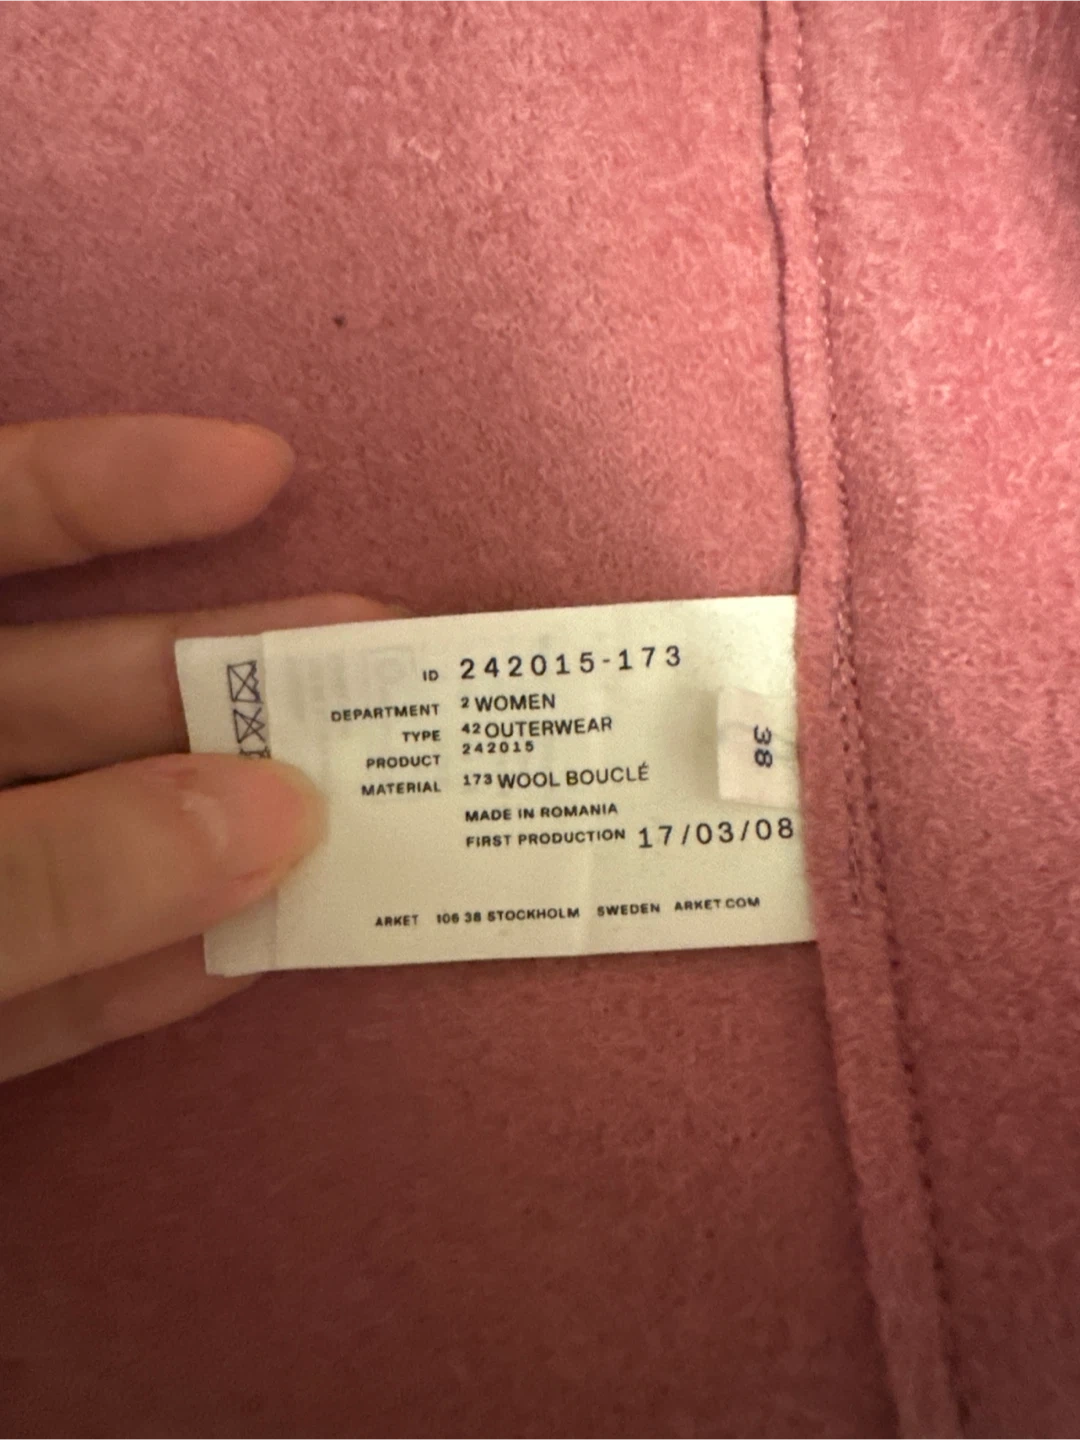 ID 242015-173
DEPARTMENT 2 WOMEN
TYPE 42 OUTERWEAR
PRODUCT 242015
MATERIAL 173 WOOL BOUCLÉ
MADE IN ROMANIA
FIRST PRODUCTION 17/03/08
ARKET 106 38 STOCKHOLM SWEDEN ARKET.COM
38